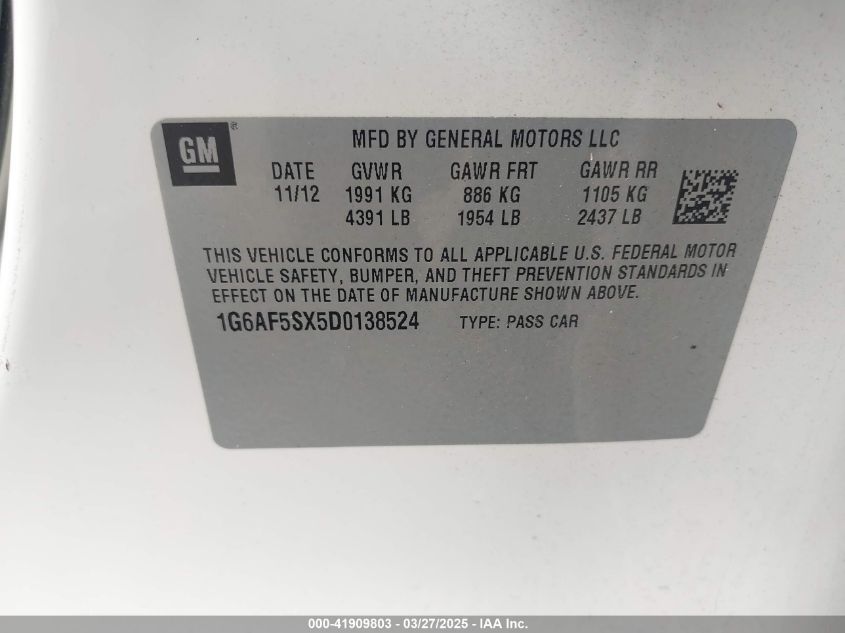 GM ®
MFD BY GENERAL MOTORS LLC
DATE GVWR GAWR FRT GAWR RR
11/12 1991 KG 886 KG 1105 KG
4391 LB 1954 LB 2437 LB
THIS VEHICLE CONFORMS TO ALL APPLICABLE U.S. FEDERAL MOTOR
VEHICLE SAFETY, BUMPER, AND THEFT PREVENTION STANDARDS IN
EFFECT ON THE DATE OF MANUFACTURE SHOWN ABOVE.
1G6AF5SX5D0138524 TYPE: PASS CAR
000-41909803 - 03/27/2025 - IAA Inc.